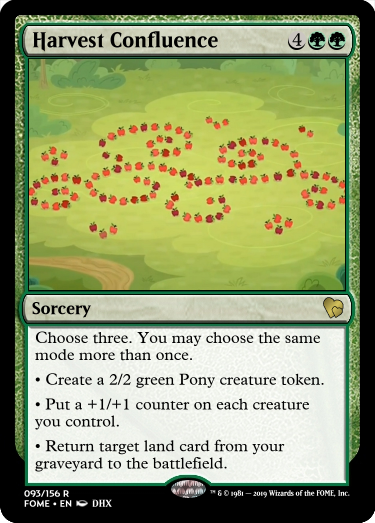 Harvest Confluence 4
Sorcery
Choose three. You may choose the same
mode more than once.
• Create a 2/2 green Pony creature token.
• Put a +1/+1 counter on each creature
you control.
• Return target land card from your
graveyard to the battlefield.
093/156 R
FOME • EN DHX
™ & © 1981 — 2019 Wizards of the FOME, Inc.